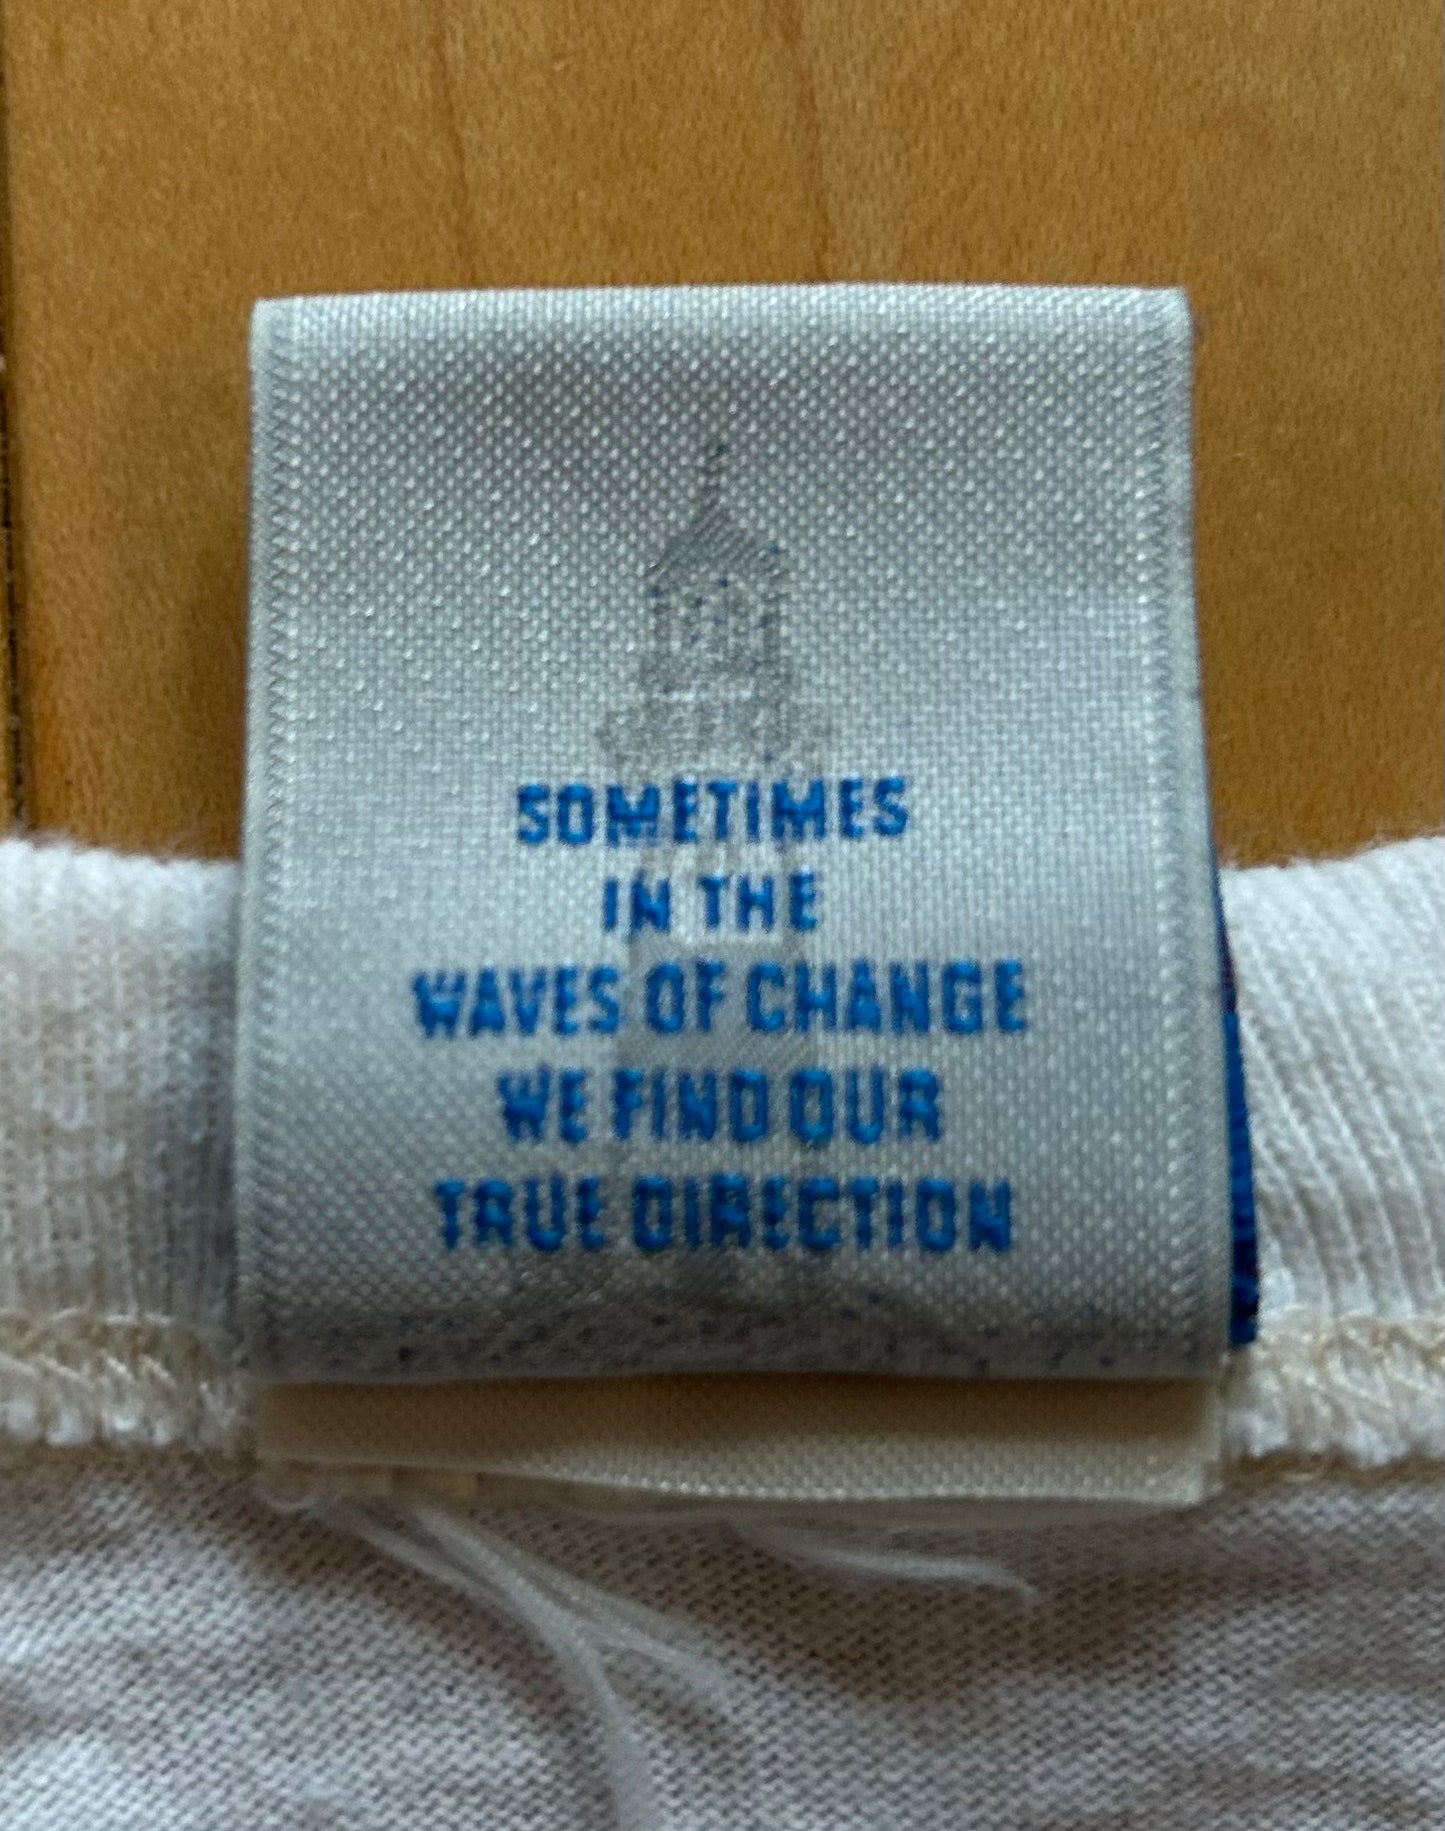 SOMETIMES
IN THE
WAVES OF CHANGE
WE FIND OUR
TRUE DIRECTION